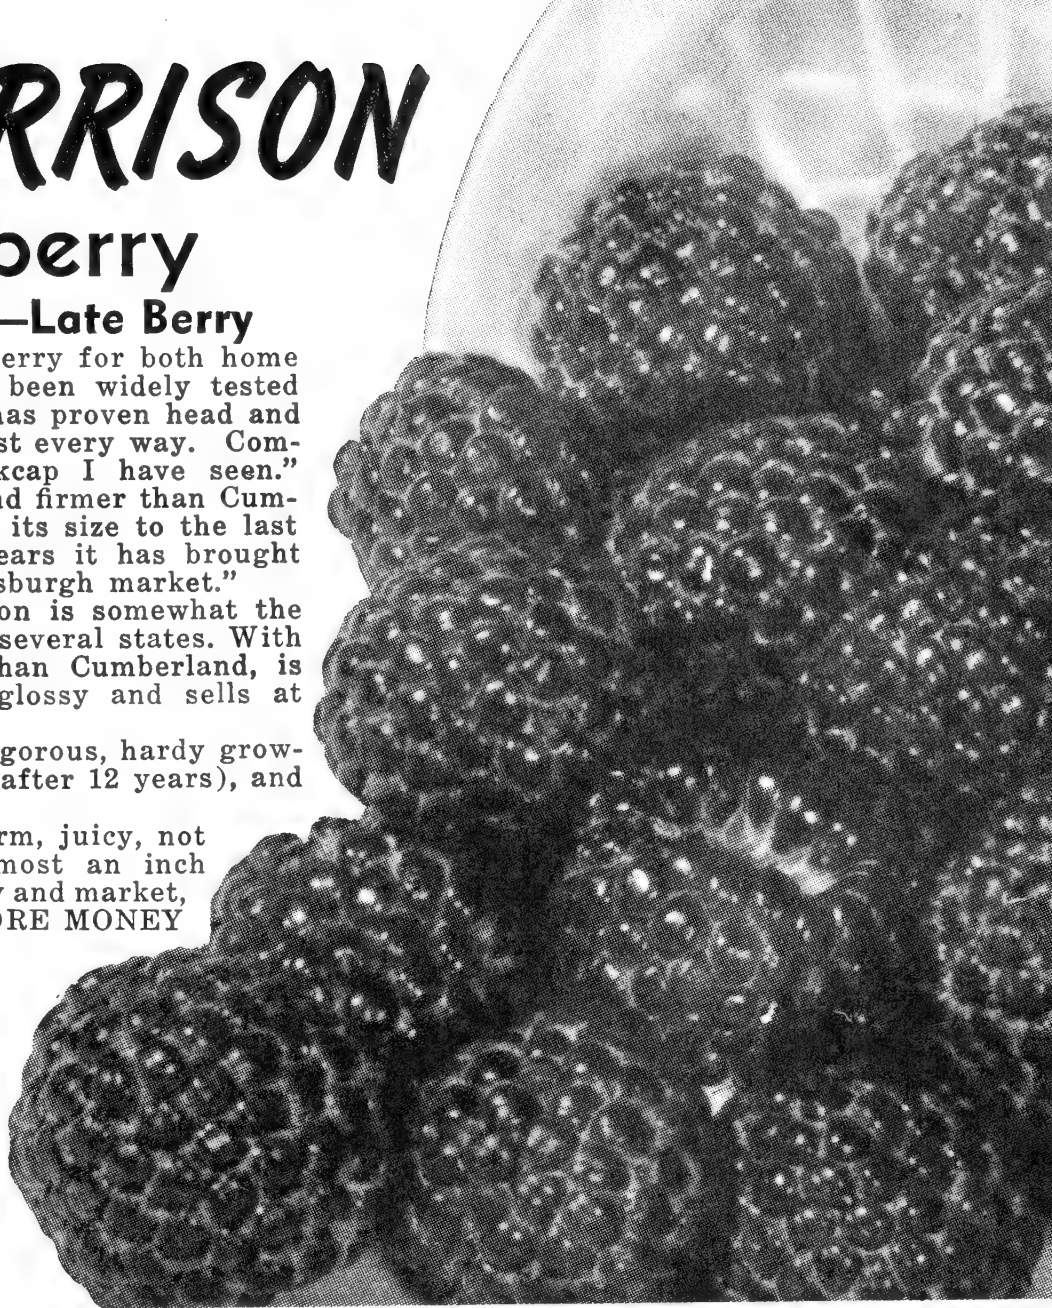 RRISON
berry
—Late Berry
erry for both home
been widely tested
has proven head and
st every way. Com-
kcap I have seen.”
nd firmer than Cum-
its size to the last
ears it has brought
sburgh market.”
on is somewhat the
several states. With
han Cumberland, is
glossy and sells at
gorous, hardy grow-
after 12 years), and
rm, juicy, not
most an inch
y and market,
ORE MONEY